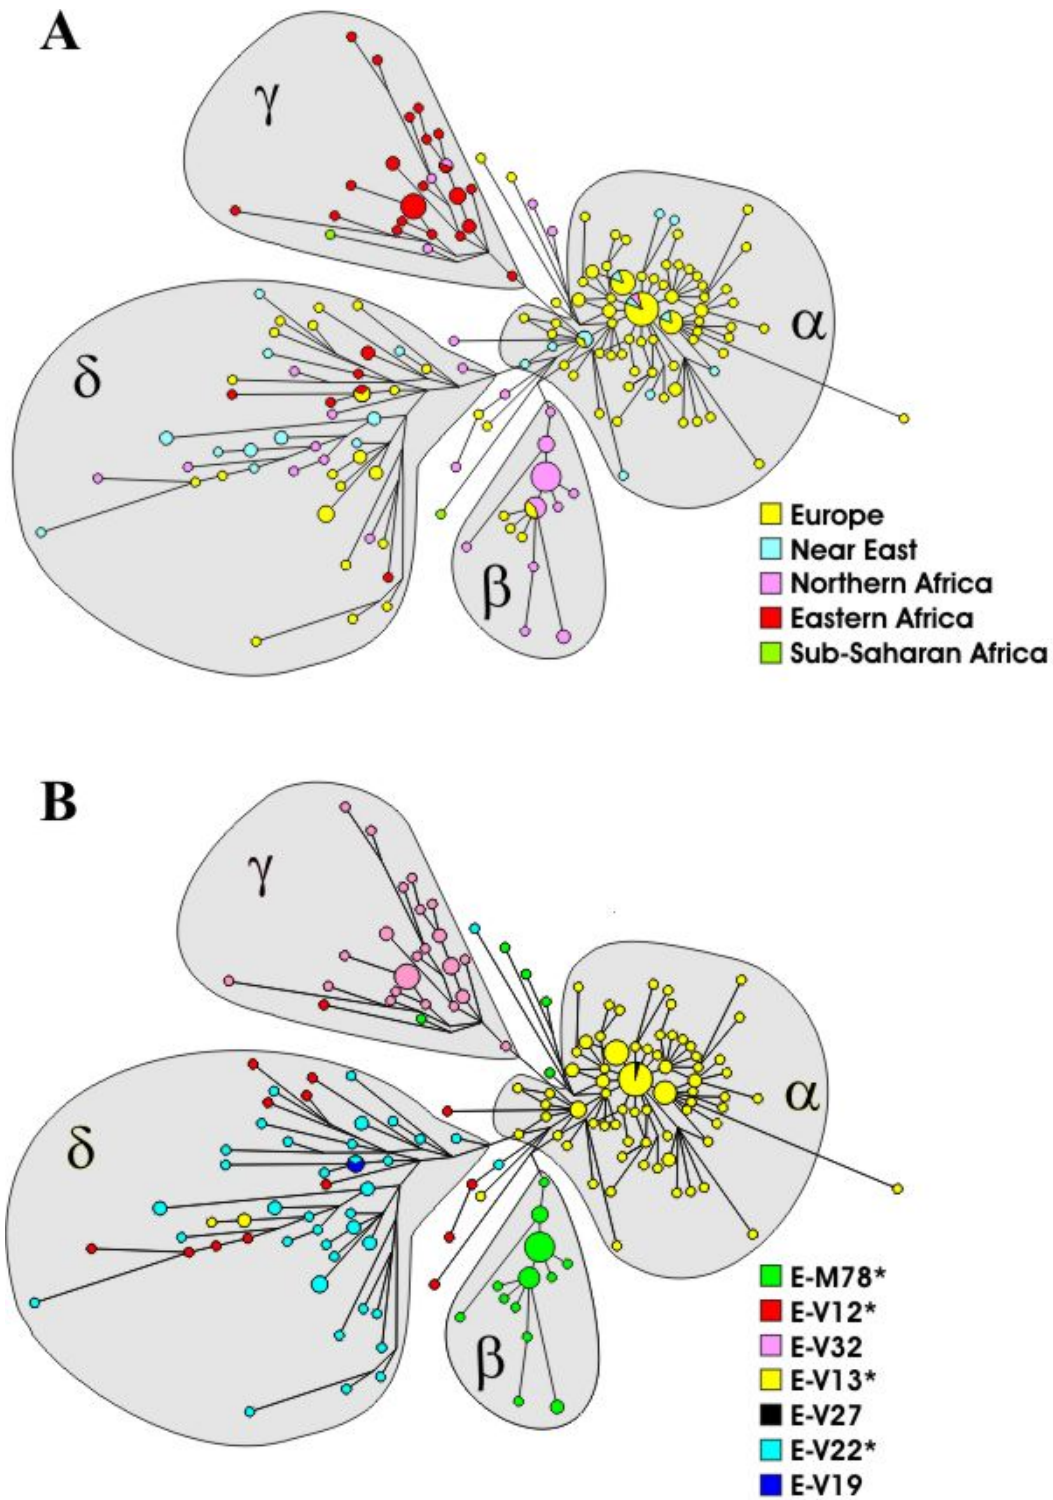 A
γ
α
δ
β
Europe
Near East
Northern Africa
Eastern Africa
Sub-Saharan Africa
B
γ
α
δ
β
E-M78*
E-V12*
E-V32
E-V13*
E-V27
E-V22*
E-V19